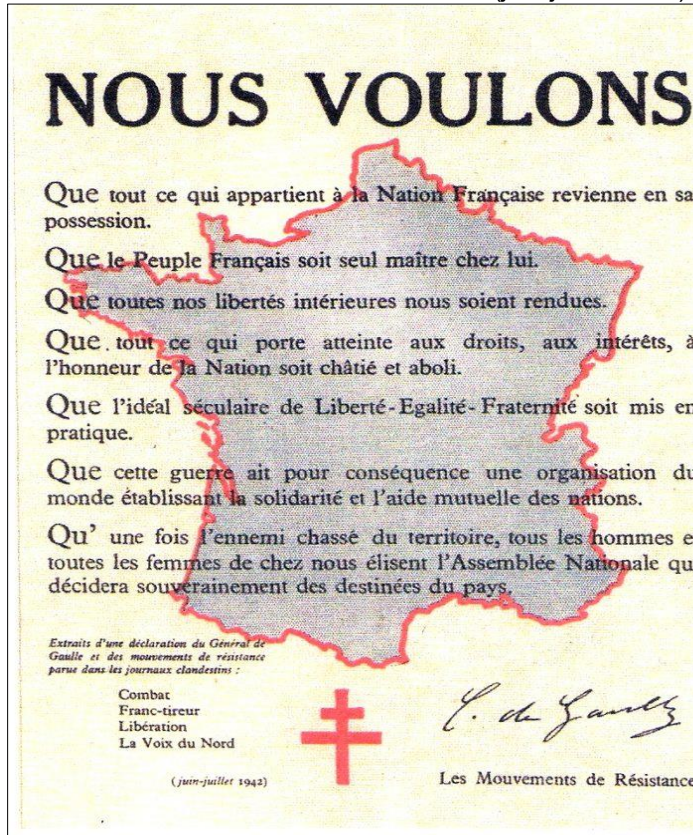 NOUS VOULONS
Que tout ce qui appartient à la Nation Française revienne en sa
possession.
Que le Peuple Français soit seul maître chez lui.
Que toutes nos libertés intérieures nous soient rendues.
Que tout ce qui porte atteinte aux droits, aux intérêts, à
l'honneur de la Nation soit châtié et aboli.
Que l'idéal séculaire de Liberté-Egalité-Fraternité soit mis en
pratique.
Que cette guerre ait pour conséquence une organisation du
monde établissant la solidarité et l'aide mutuelle des nations.
Qu' une fois l'ennemi chassé du territoire, tous les hommes e
toutes les femmes de chez nous élisent l'Assemblée Nationale qu
décidera souverainement des destinées du pays.
Extraits d'une déclaration du Général de
Gaulle et des mouvements de résistance
parue dans les journaux clandestins :
Combat
Franc-tireur
Libération
La Voix du Nord
(juin-juillet 1942)
C. de Gaulle
Les Mouvements de Résistance